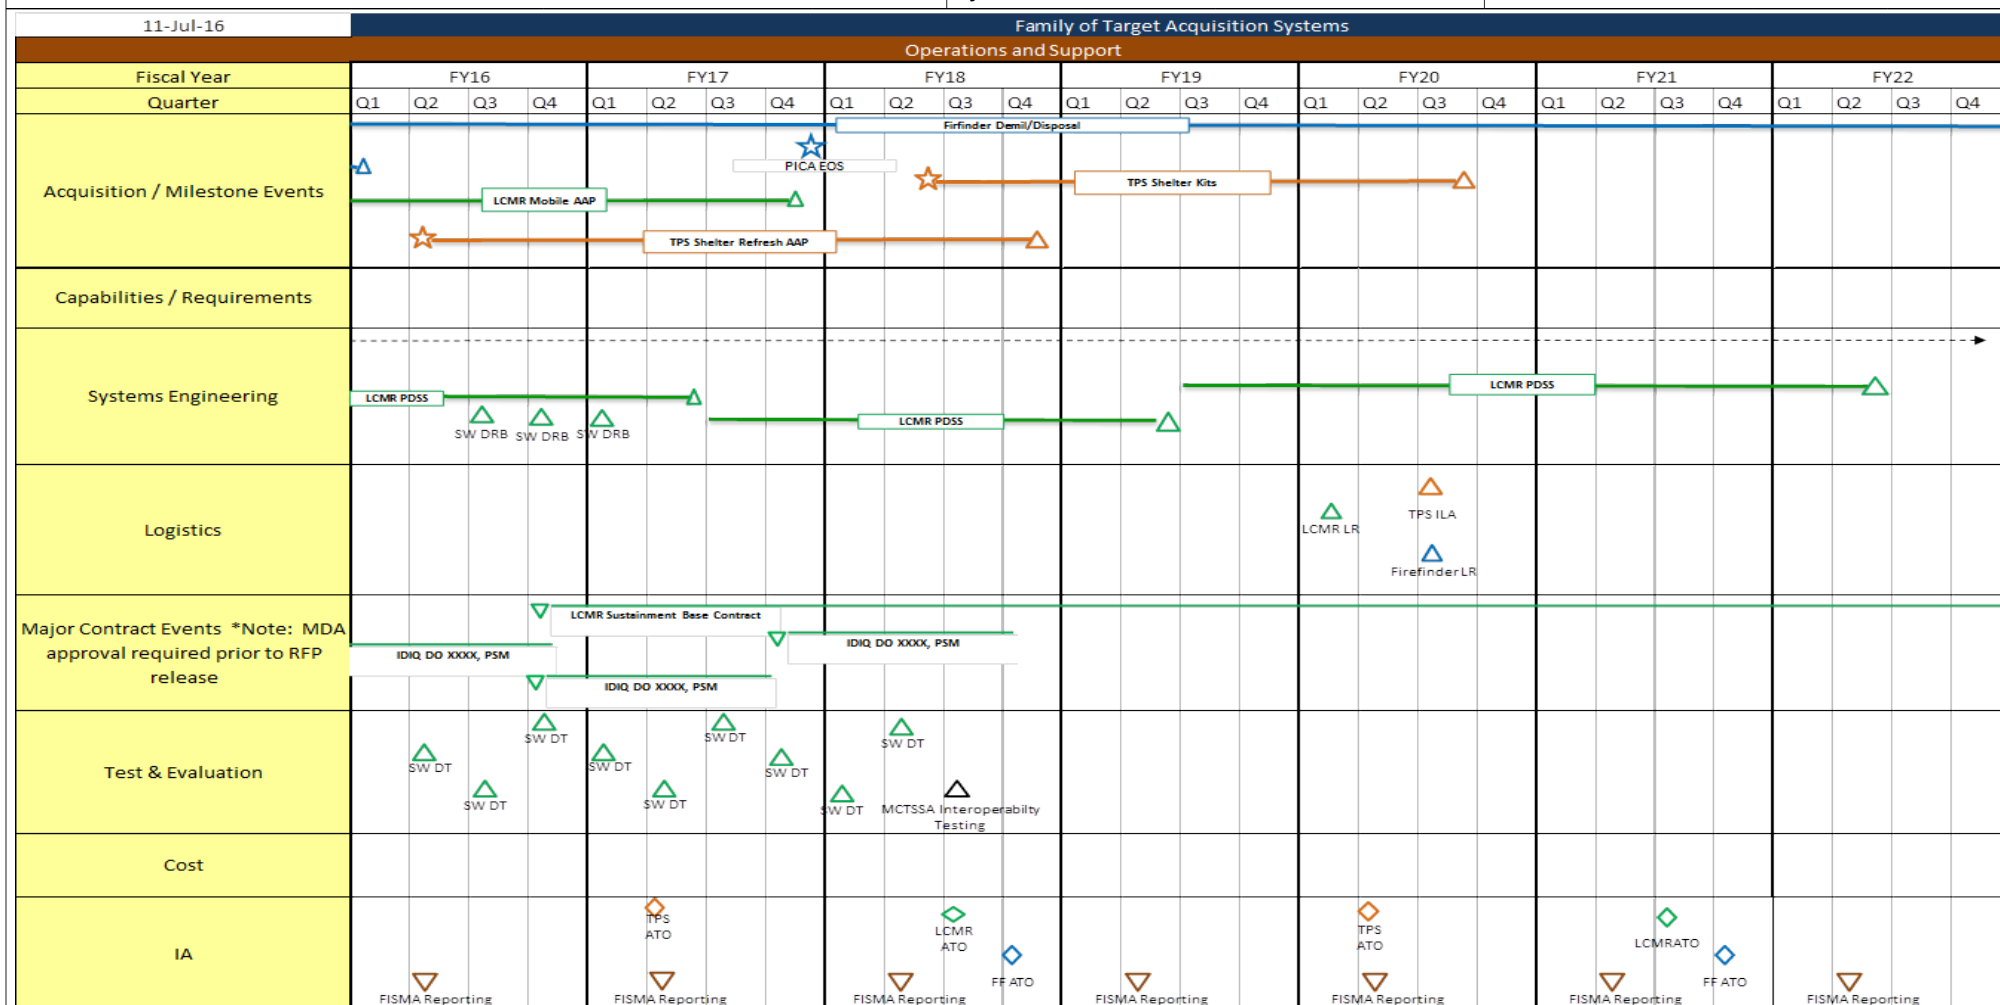 11-Jul-16
Family of Target Acquisition Systems
Operations and Support
Fiscal Year
FY16 FY17 FY18 FY19 FY20 FY21 FY22
Quarter
Q1 Q2 Q3 Q4 Q1 Q2 Q3 Q4 Q1 Q2 Q3 Q4 Q1 Q2 Q3 Q4 Q1 Q2 Q3 Q4 Q1 Q2 Q3 Q4 Q1 Q2 Q3 Q4
Acquisition / Milestone Events
Firfinder Demil/Disposal
PICA EOS
TPS Shelter Kits
LCMR Mobile AAP
TPS Shelter Refresh AAP
Capabilities / Requirements
Systems Engineering
LCMR PDSS
LCMR PDSS
LCMR PDSS
SW DRB SW DRB SW DRB
Logistics
LCMR LR
TPS ILA
Firefinder LR
Major Contract Events *Note: MDA
approval required prior to RFP
release
LCMR Sustainment Base Contract
IDIQ DO XXXX, PSM
IDIQ DO XXXX, PSM
IDIQ DO XXXX, PSM
Test & Evaluation
SW DT
SW DT
SW DT
SW DT
SW DT
SW DT
SW DT
SW DT
SW DT
MCTSSA Interoperabilty
Testing
Cost
IA
TPS
ATO
LCMR
ATO
FF ATO
TPS
ATO
LCMRATO
FF ATO
FISMA Reporting FISMA Reporting FISMA Reporting FISMA Reporting FISMA Reporting FISMA Reporting FISMA Reporting